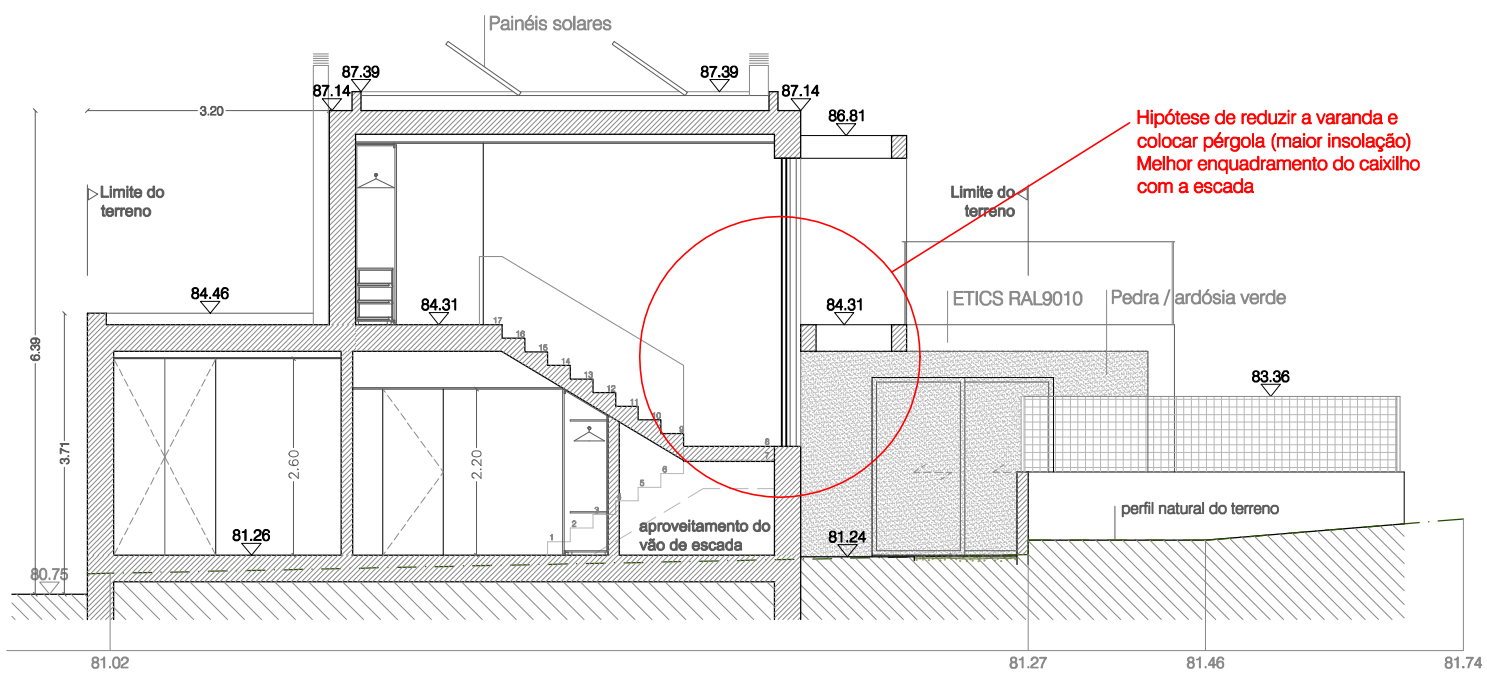 Painéis solares
87.39
87.39
87.14
87.14
3.20
86.81
Hipótese de reduzir a varanda e
colocar pérgola (maior insolação)
Melhor enquadramento do caixilho
com a escada
Limite do
terreno
Limite do
terreno
84.46
84.31
84.31
ETICS RAL9010
Pedra / ardósia verde
6.39
3.71
17
16
15
14
13
12
11
10
9
8
7
6
5
4
3
2
1
83.36
2.60
2.20
aproveitamento do
vão de escada
perfil natural do terreno
81.26
81.24
80.75
81.02
81.27
81.46
81.74